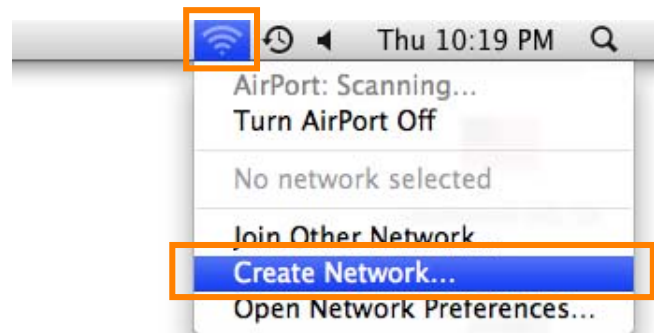 Thu 10:19 PM
AirPort: Scanning...
Turn AirPort Off
No network selected
Join Other Network
Create Network...
Open Network Preferences...